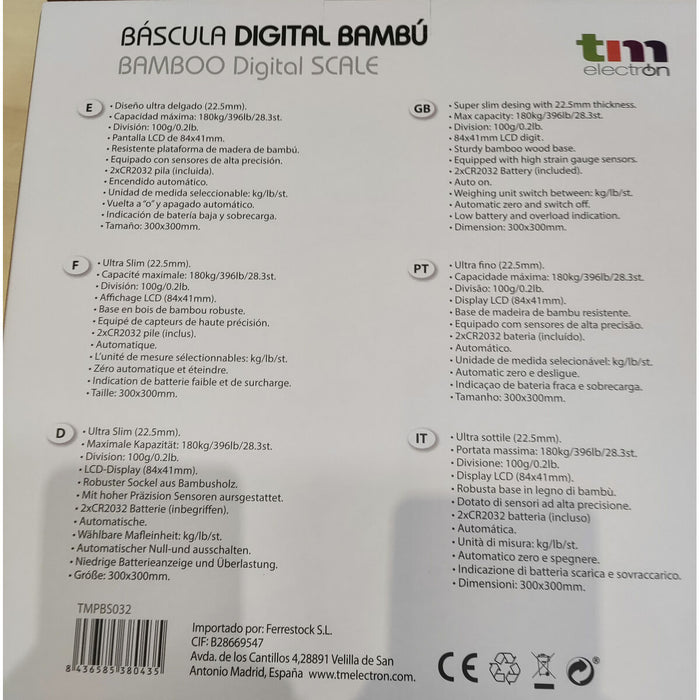 BÁSCULA DIGITAL BAMBÚ
BAMBOO Digital SCALE
tm
electron
E
• Diseño ultra delgado (22.5mm).
• Capacidad máxima: 180kg/396lb/28.3st.
• División: 100g/0.2lb.
• Pantalla LCD de 84x41mm.
• Resistente plataforma de madera de bambú.
• Equipado con sensores de alta precisión.
• 2xCR2032 pila (incluida).
• Encendido automático.
• Unidad de medida seleccionable: kg/lb/st.
• Vuelta a "o" y apagado automático.
• Indicación de batería baja y sobrecarga.
• Tamaño: 300x300mm.
GB
• Super slim desing with 22.5mm thickness.
• Max capacity: 180kg/396lb/28.3st.
• Division: 100g/0.2lb.
• 84x41mm LCD digit.
• Sturdy bamboo wood base.
• Equipped with high strain gauge sensors.
• 2xCR2032 Battery (included).
• Auto on.
• Weighing unit switch between: kg/lb/st.
• Automatic zero and switch off.
• Low battery and overload indication.
• Dimension: 300x300mm.
F
• Ultra Slim (22.5mm).
• Capacité maximale: 180kg/396lb/28.3st.
• División: 100g/0.2lb.
• Affichage LCD (84x41mm).
• Base en bois de bambou robuste.
• Equipé de capteurs de haute précisión.
• 2xCR2032 pile (inclus).
• Automatique.
• L'unité de mesure sélectionnables: kg/lb/st.
• Zéro automatique et éteindre.
• Indication de batterie faible et de surcharge.
• Taille: 300x300mm.
PT
• Ultra fino (22.5mm).
• Capacidade máxima: 180kg/396lb/28.3st.
• Divisão: 100g/0.2lb.
• Display LCD (84x41mm).
• Base de madeira de bambu resistente.
• Equipado com sensores de alta precisão.
• 2xCR2032 bateria (incluído).
• Automático.
• Unidade de medida selecionável: kg/lb/st.
• Automatic zero e desligue.
• Indicaçao de bateria fraca e sobrecarga.
• Tamanho: 300x300mm.
D
• Ultra Slim (22.5mm).
• Maximale Kapazität: 180kg/396lb/28.3st.
• Division: 100g/0.2lb.
• LCD-Display (84x41mm).
• Robuster Sockel aus Bambusholz.
• Mit hoher Präzision Sensoren aursgestattet.
• 2xCR2032 Batterie (inbegriffen).
• Automatische.
• Wählbare Mafleinheit: kg/lb/st.
• Automatischer Null-und ausschalten.
• Niedrige Batterieanzeige und Überlastung.
• Größe: 300x300mm.
IT
• Ultra sottile (22.5mm).
• Portata massima: 180kg/396lb/28.3st.
• Divisione: 100g/0.2lb.
• Display LCD (84x41mm).
• Robusta base in legno di bambù.
• Dotato di sensori ad alta precisione.
• 2xCR2032 batteria (incluso)
• Automática.
• Unità di misura: kg/lb/st.
• Automatico zero e spegnere.
• Indicazione di batteria scarica e sovraccarico.
• Dimensioni: 300x300mm.
TMPBS032
8 436585 380435
Importado por: Ferrestock S.L.
CIF: B28669547
Avda. de los Cantillos 4,28891 Velilla de San
Antonio Madrid, España www.tmelectron.com
CE
®